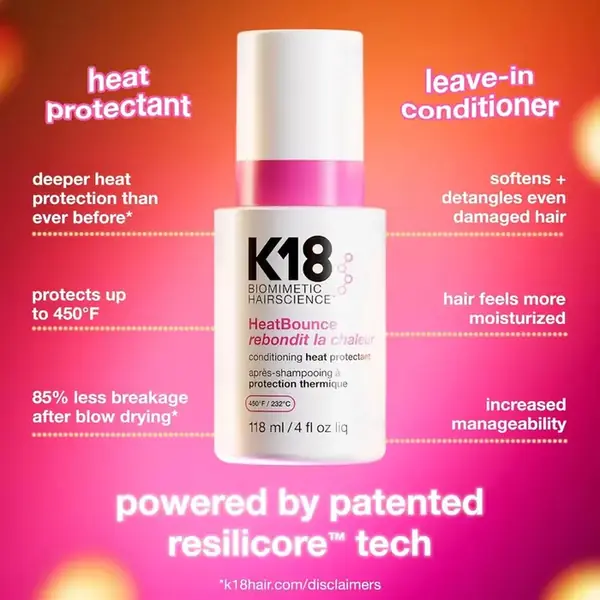 heat
protectant
deeper heat
protection than
ever before*
protects up
to 450°F
85% less breakage
after blow drying*
K18
BIOMIMETIC
HAIRSCIENCE™
HeatBounce
rebondit la chaleur
conditioning heat protectant
après-shampooing à
protection thermique
450°F / 232°C
118 ml / 4 fl oz liq
leave-in
conditioner
softens +
detangles even
damaged hair
hair feels more
moisturized
increased
manageability
powered by patented
resilicore™ tech
*k18hair.com/disclaimers